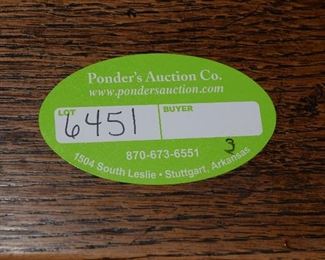 Ponder's Auction Co.
www.pondersauction.com
LOT BUYER
6451
870-673-6551
3
1504 South Leslie • Stuttgart, Arkansas